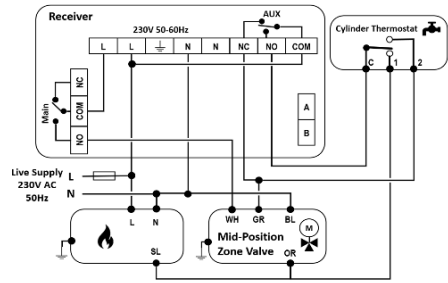 Receiver
AUX
230V 50-60Hz
L L N N NC NO COM
Cylinder Thermostat
C 1 2
Main
NC
COM
NO
A
B
Live Supply
230V AC
50Hz
L
N
L N
SL
WH GR BL
M
Mid-Position
Zone Valve
OR